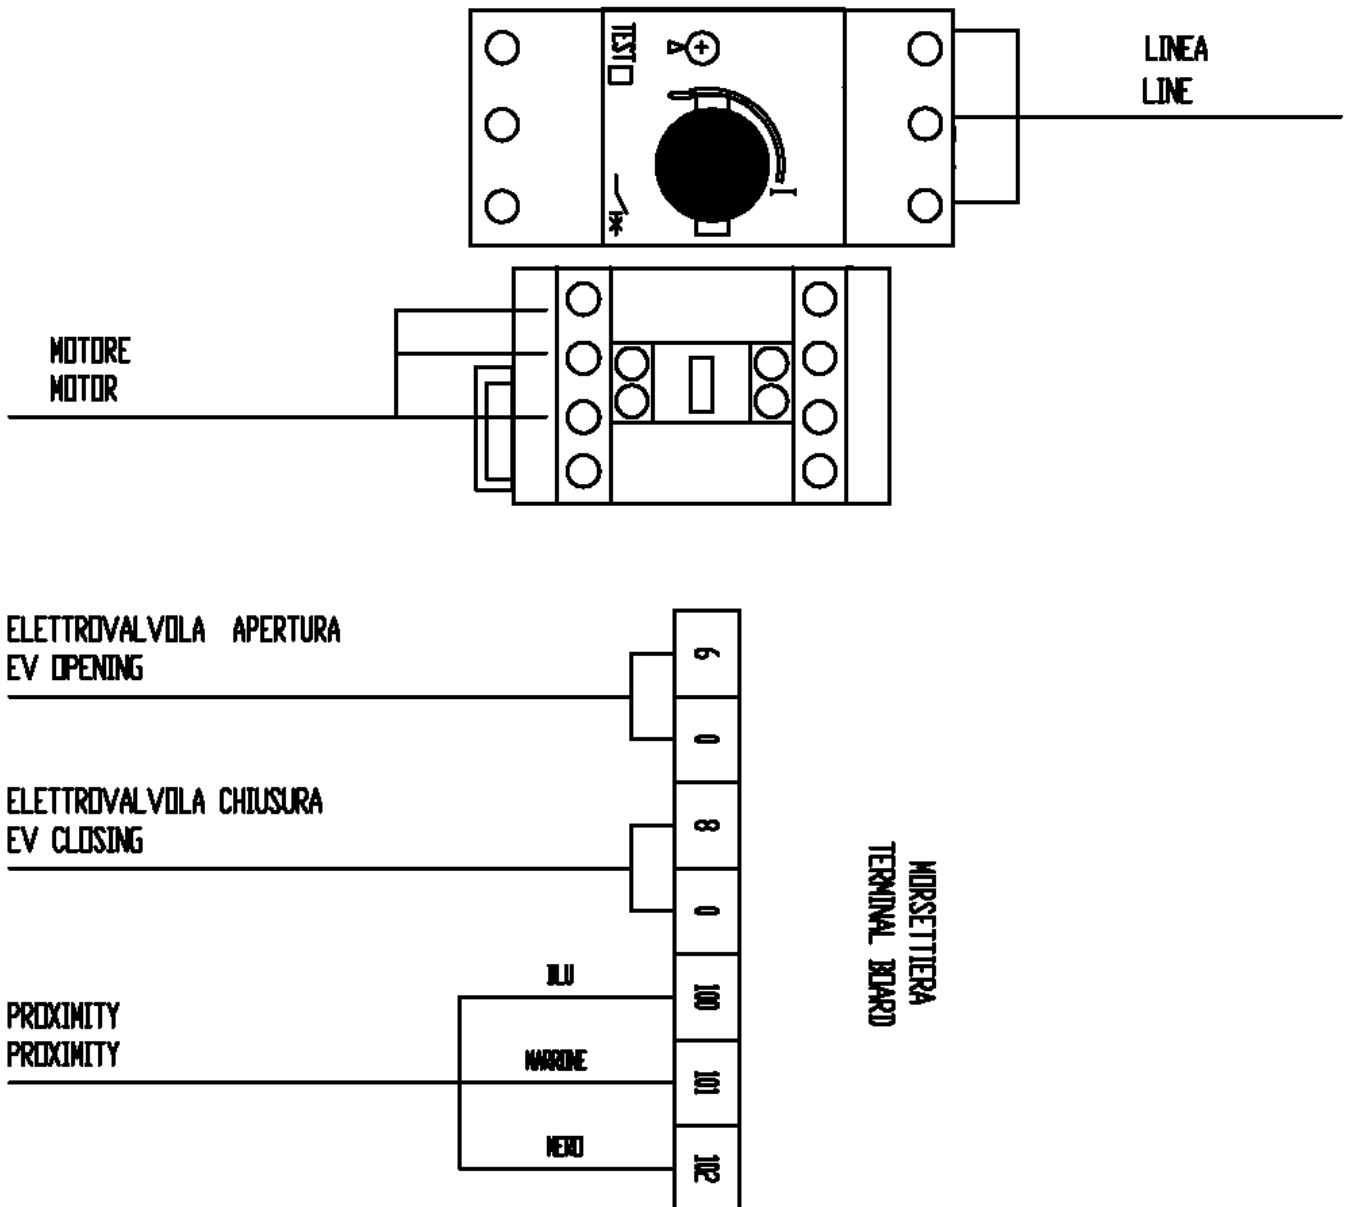 TEST
LINEA
LINE
MOTORE
MOTOR
ELETTROVALVOLA APERTURA
EV OPENING
6
0
ELETTROVALVOLA CHIUSURA
EV CLOSING
8
0
MORSETTIERA
TERMINAL BOARD
BLU
100
PROXIMITY
PROXIMITY
MARRONE
101
NERO
102